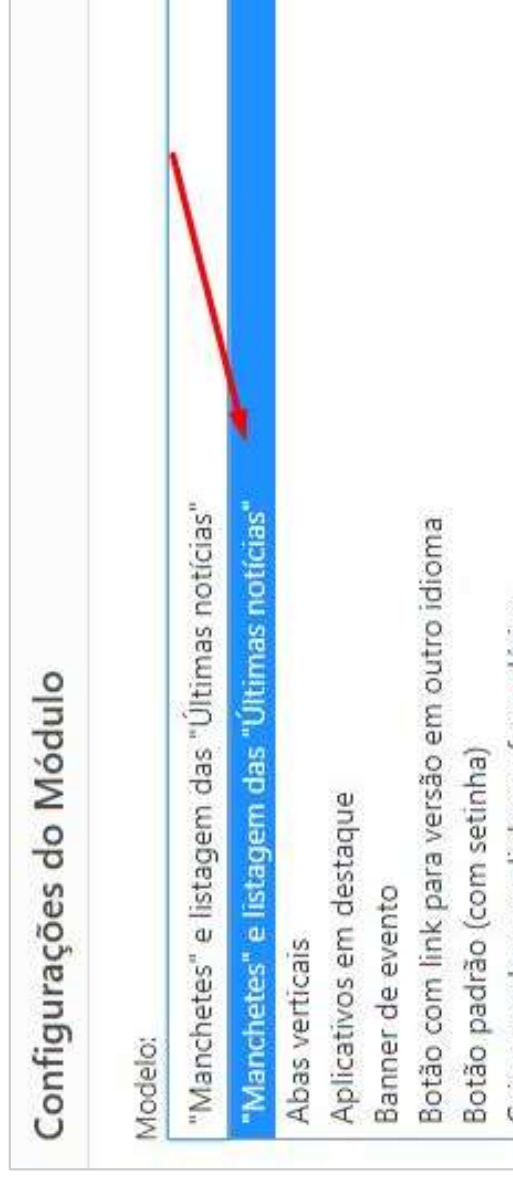 Configurações do Módulo
Modelo:
"Manchetes" e listagem das "Últimas notícias"
"Manchetes" e listagem das "Últimas notícias"
Abas verticais
Aplicativos em destaque
Banner de evento
Botão com link para versão em outro idioma
Botão padrão (com setinha)